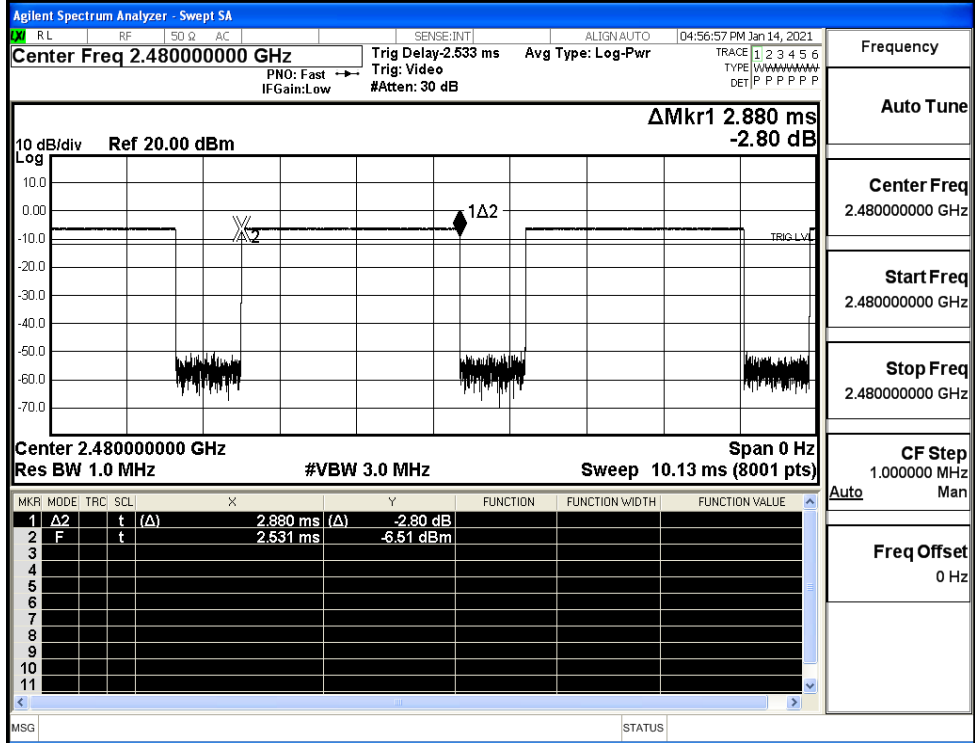 Agilent Spectrum Analyzer - Swept SA
LXI RL RF 50 Ω AC SENSE:INT ALIGN AUTO 04:56:57 PM Jan 14, 2021
Center Freq 2.480000000 GHz
PNO: Fast
IFGain:Low
Trig Delay-2.533 ms
Trig: Video
#Atten: 30 dB
Avg Type: Log-Pwr
TRACE 1 2 3 4 5 6
TYPE WWWWWW
DET P P P P P P
ΔMkr1 2.880 ms
-2.80 dB
10 dB/div Ref 20.00 dBm
Log
10.0
0.00
-10.0
-20.0
-30.0
-40.0
-50.0
-60.0
-70.0
2
1Δ2
TRIG LVL
Center 2.480000000 GHz Span 0 Hz
Res BW 1.0 MHz #VBW 3.0 MHz Sweep 10.13 ms (8001 pts)
MKR MODE TRC SCL X Y FUNCTION FUNCTION WIDTH FUNCTION VALUE
1 Δ2 t (Δ) 2.880 ms (Δ) -2.80 dB
2 F t 2.531 ms -6.51 dBm
3
4
5
6
7
8
9
10
11
MSG STATUS
Frequency
Auto Tune
Center Freq
2.480000000 GHz
Start Freq
2.480000000 GHz
Stop Freq
2.480000000 GHz
CF Step
1.000000 MHz
Auto Man
Freq Offset
0 Hz